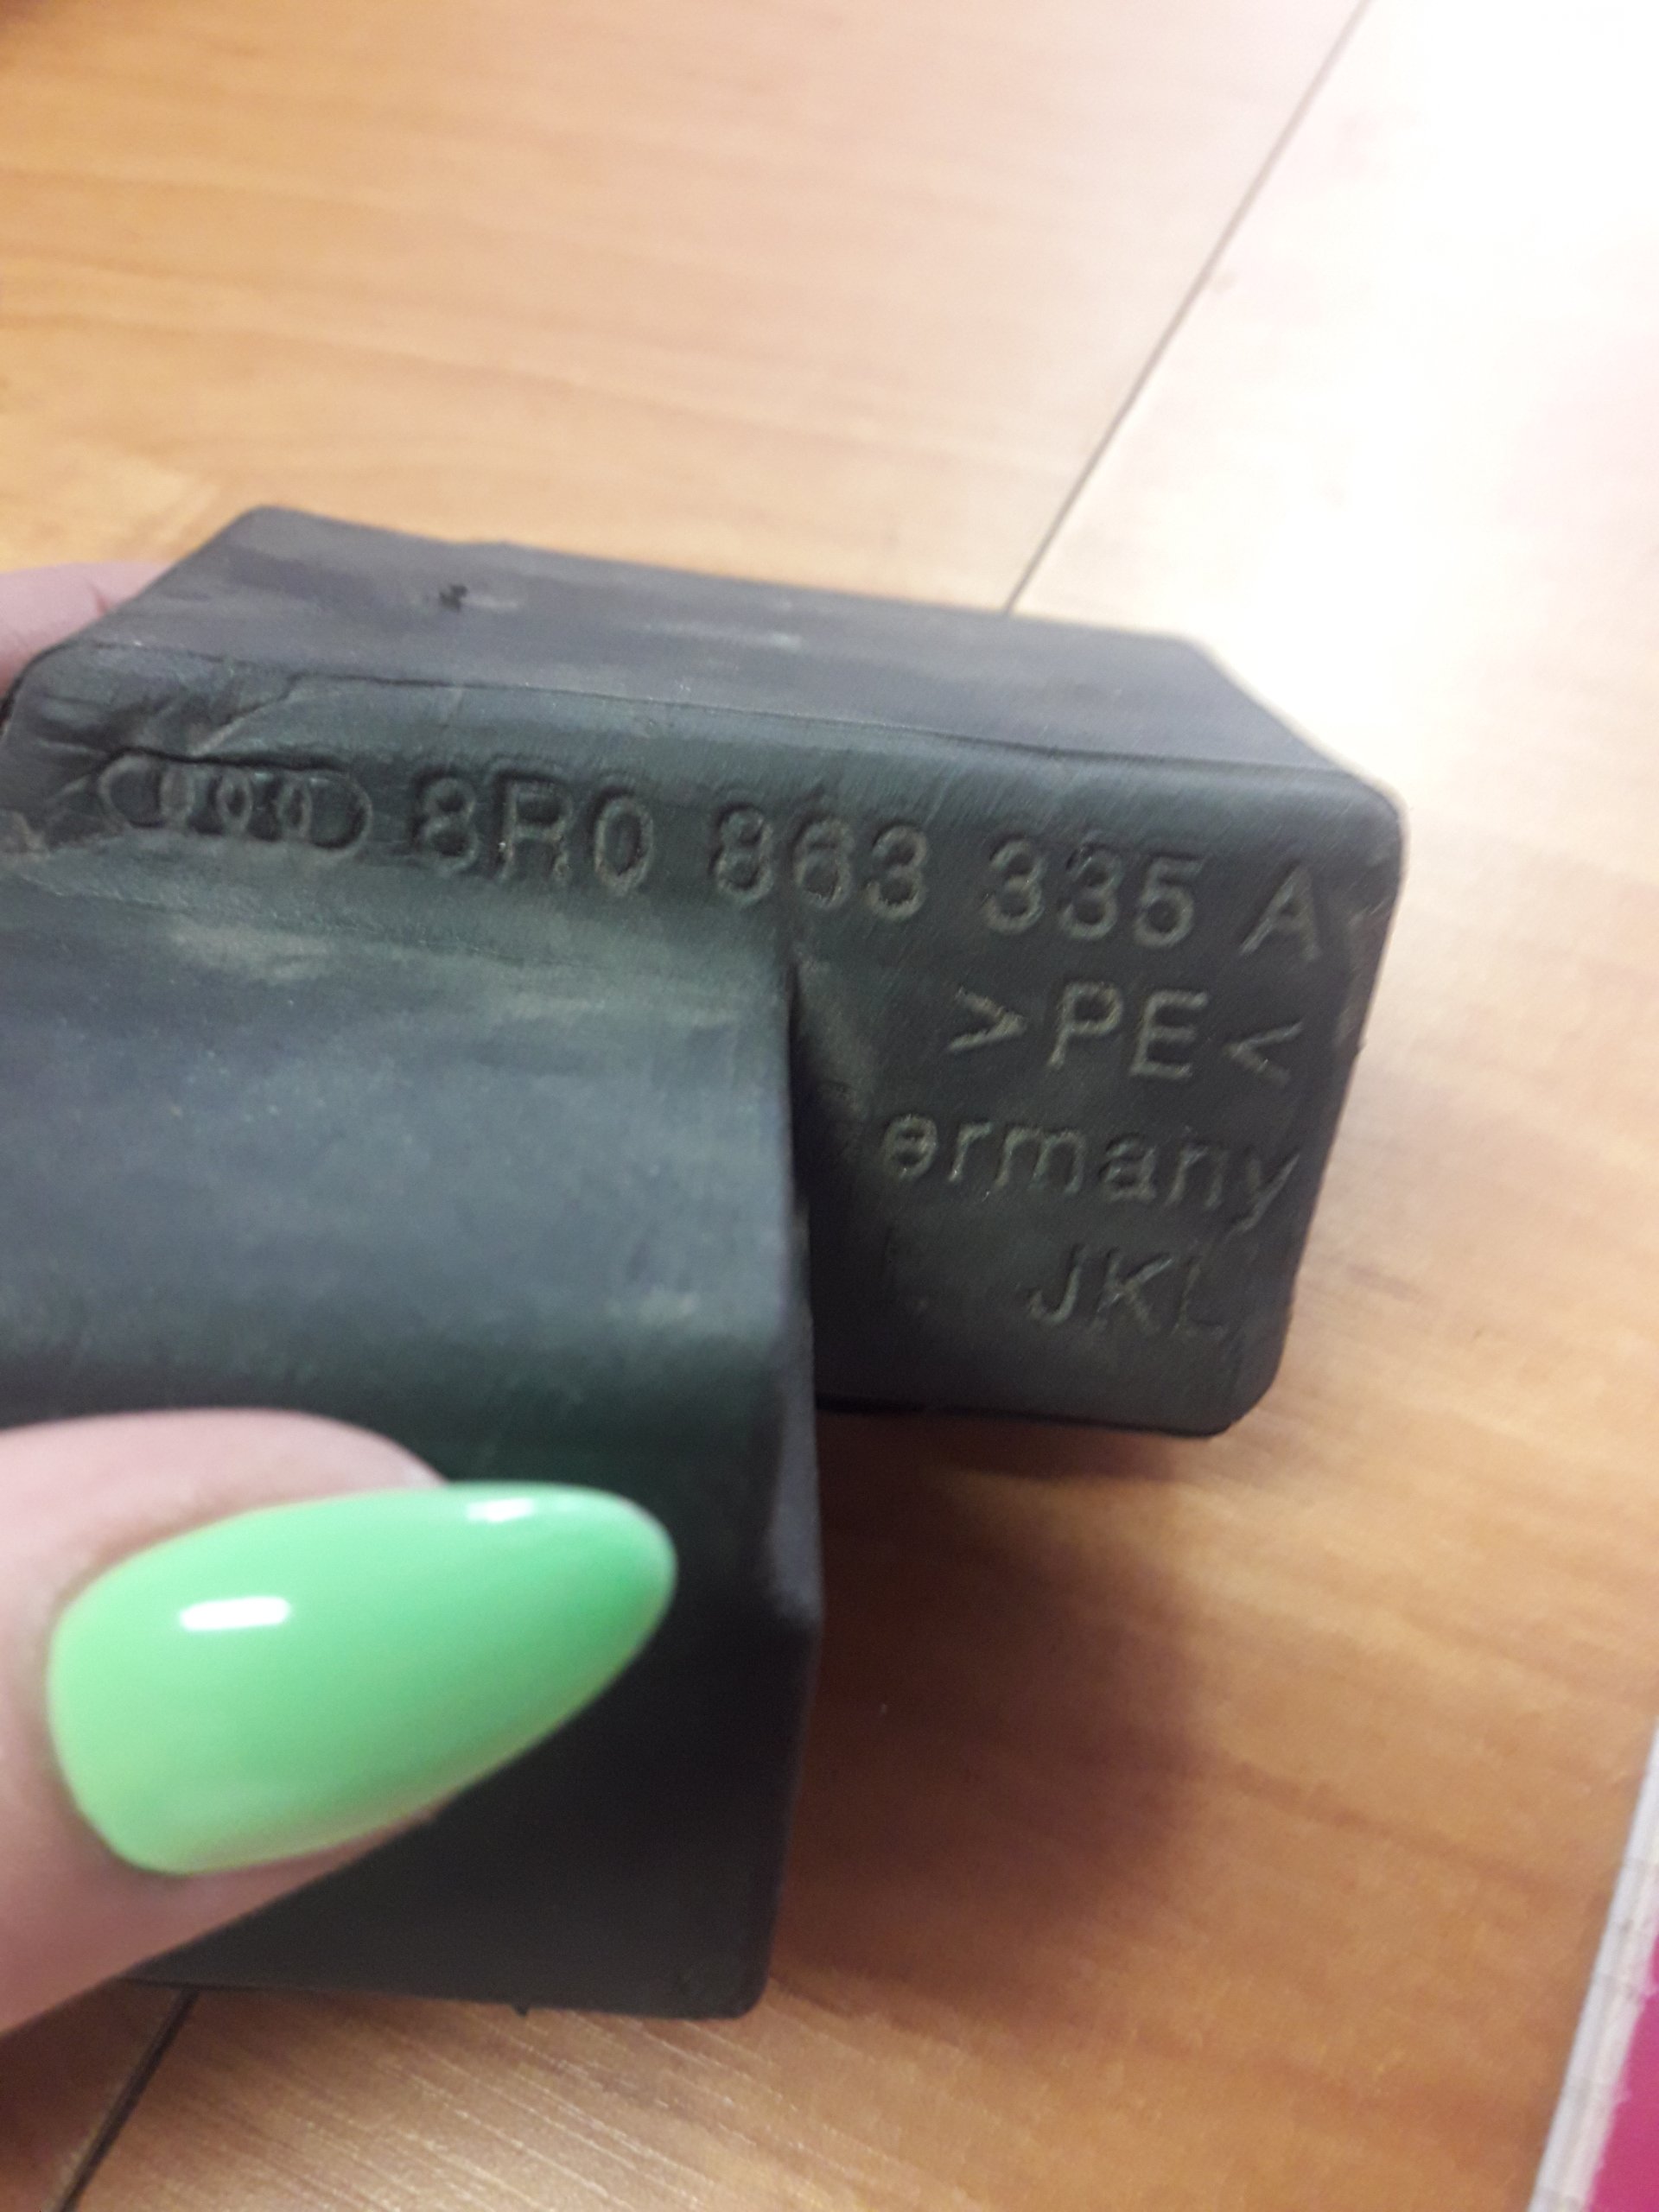 8R0 863 335 A
>PE<
ermany
JKL